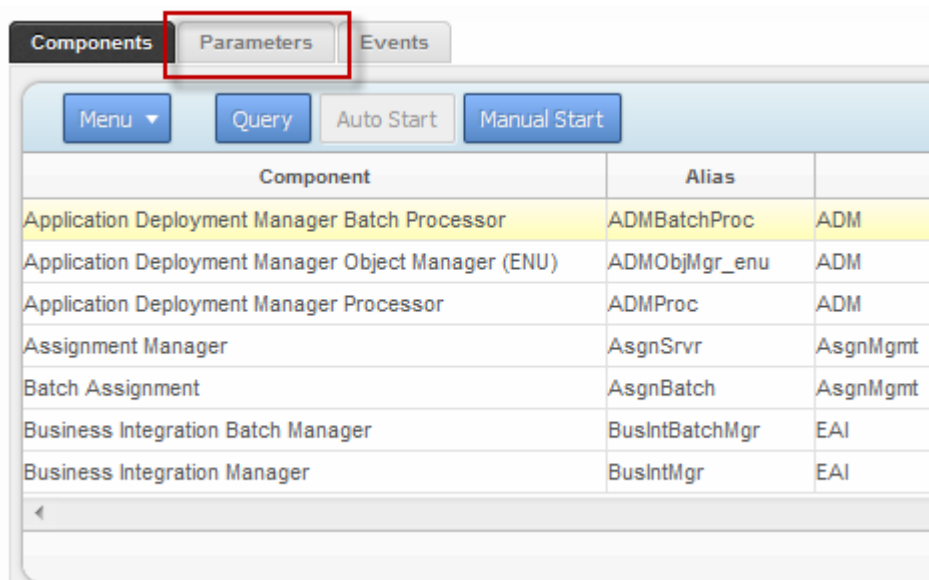 Components Parameters Events
Menu Query Auto Start Manual Start
Component Alias
Application Deployment Manager Batch Processor ADMBatchProc ADM
Application Deployment Manager Object Manager (ENU) ADMObjMgr_enu ADM
Application Deployment Manager Processor ADMProc ADM
Assignment Manager AsgnSrvr AsgnMgmt
Batch Assignment AsgnBatch AsgnMgmt
Business Integration Batch Manager BusIntBatchMgr EAI
Business Integration Manager BusIntMgr EAI